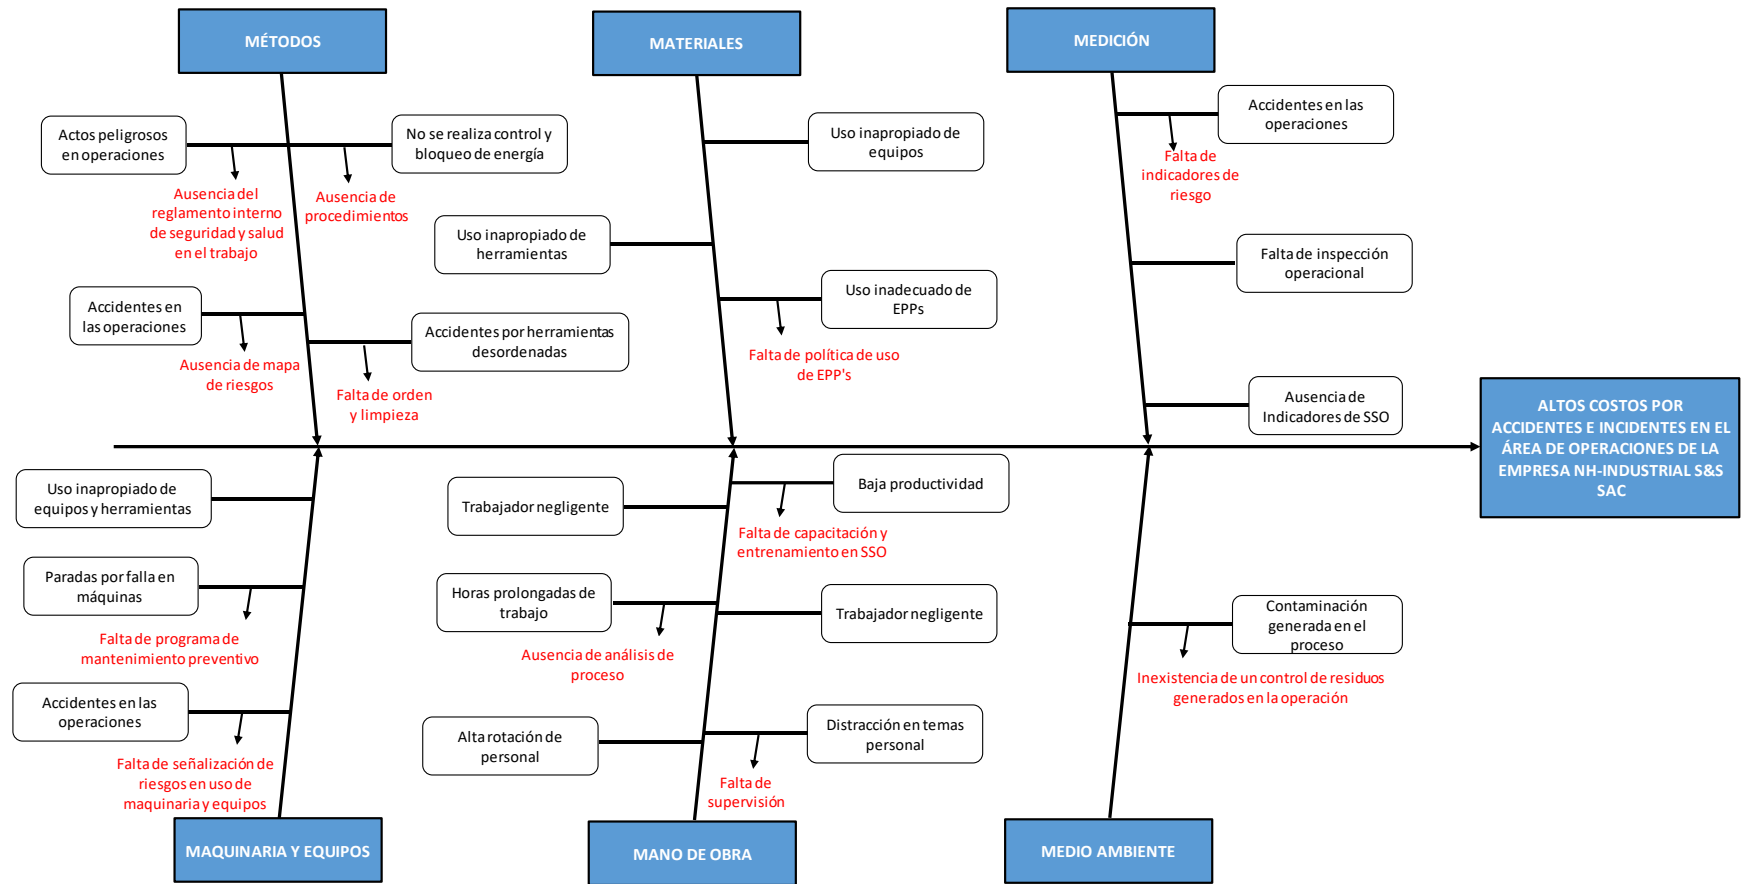 MÉTODOS
MATERIALES
MEDICIÓN
Actos peligrosos
en operaciones
No se realiza control y
bloqueo de energía
Ausencia del
reglamento interno
de seguridad y salud
en el trabajo
Ausencia de
procedimientos
Accidentes en
las operaciones
Ausencia de mapa
de riesgos
Accidentes por herramientas
desordenadas
Falta de orden
y limpieza
Uso inapropiado de
equipos
Uso inapropiado de
herramientas
Uso inadecuado de
EPPs
Falta de política de uso
de EPP's
Accidentes en las
operaciones
Falta de
indicadores de
riesgo
Falta de inspección
operacional
Ausencia de
Indicadores de SSO
ALTOS COSTOS POR
ACCIDENTES E INCIDENTES EN EL
ÁREA DE OPERACIONES DE LA
EMPRESA NH-INDUSTRIAL S&S
SAC
Uso inapropiado de
equipos y herramientas
Paradas por falla en
máquinas
Falta de programa de
mantenimiento preventivo
Accidentes en las
operaciones
Falta de señalización de
riesgos en uso de
maquinaria y equipos
Trabajador negligente
Baja productividad
Falta de capacitación y
entrenamiento en SSO
Horas prolongadas de
trabajo
Ausencia de análisis de
proceso
Trabajador negligente
Alta rotación de
personal
Distracción en temas
personal
Falta de
supervisión
Contaminación
generada en el
proceso
Inexistencia de un control de residuos
generados en la operación
MAQUINARIA Y EQUIPOS
MANO DE OBRA
MEDIO AMBIENTE